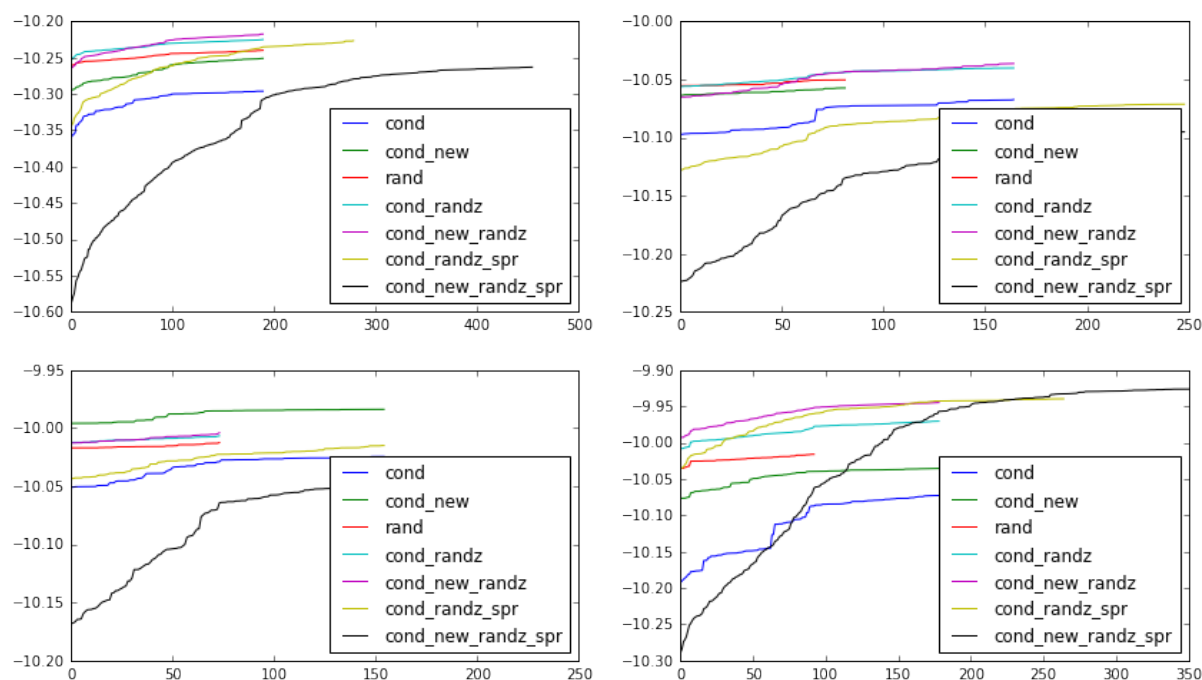 −10.20
−10.25
−10.30
−10.35
−10.40
−10.45
−10.50
−10.55
−10.60
0 100 200 300 400 500
cond
cond_new
rand
cond_randz
cond_new_randz
cond_randz_spr
cond_new_randz_spr
−10.00
−10.05
−10.10
−10.15
−10.20
−10.25
0 50 100 150 200 250
cond
cond_new
rand
cond_randz
cond_new_randz
cond_randz_spr
cond_new_randz_spr
−9.95
−10.00
−10.05
−10.10
−10.15
−10.20
0 50 100 150 200 250
cond
cond_new
rand
cond_randz
cond_new_randz
cond_randz_spr
cond_new_randz_spr
−9.90
−9.95
−10.00
−10.05
−10.10
−10.15
−10.20
−10.25
−10.30
0 50 100 150 200 250 300 350
cond
cond_new
rand
cond_randz
cond_new_randz
cond_randz_spr
cond_new_randz_spr